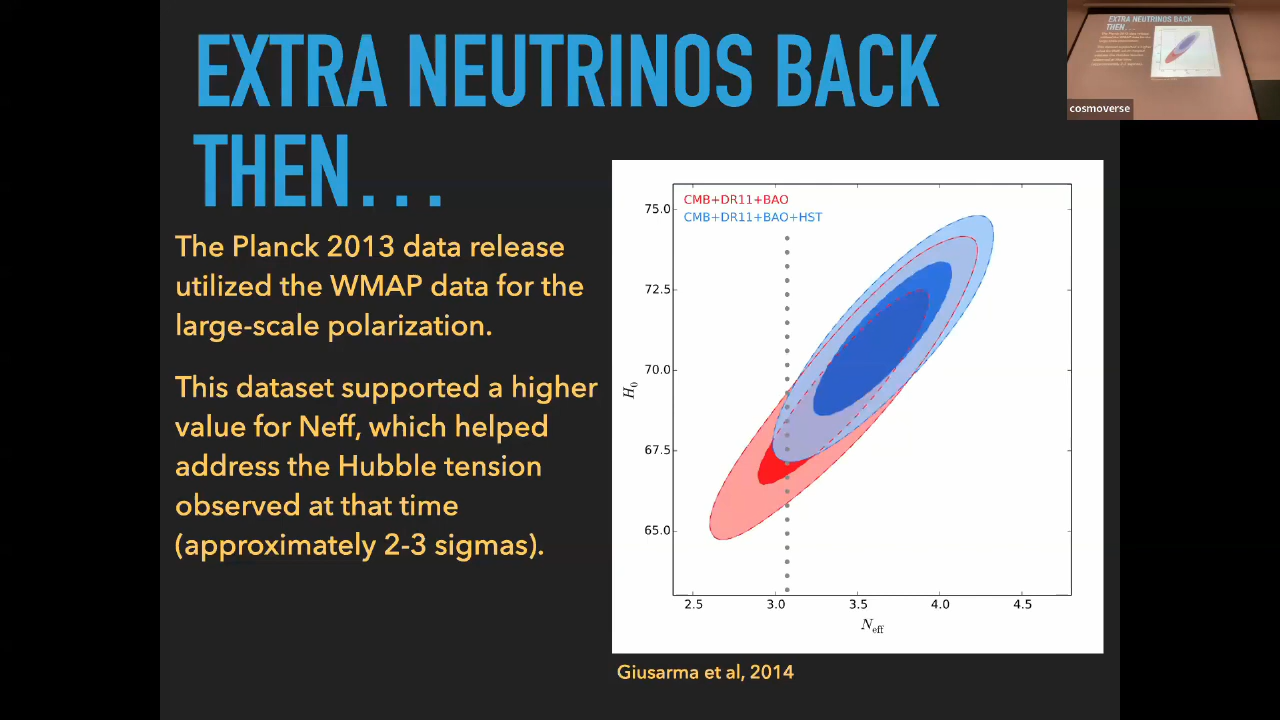 EXTRA NEUTRINOS BACK
THEN...
The Planck 2013 data release
utilized the WMAP data for the
large-scale polarization.
This dataset supported a higher
value for Neff, which helped
address the Hubble tension
observed at that time
(approximately 2-3 sigmas).
CMB+DR11+BAO
CMB+DR11+BAO+HST
75.0
72.5
70.0
67.5
65.0
H0
2.5 3.0 3.5 4.0 4.5
Neff
Giusarma et al, 2014
EXTRA NEUTRINOS BACK
THEN...
cosmoverse